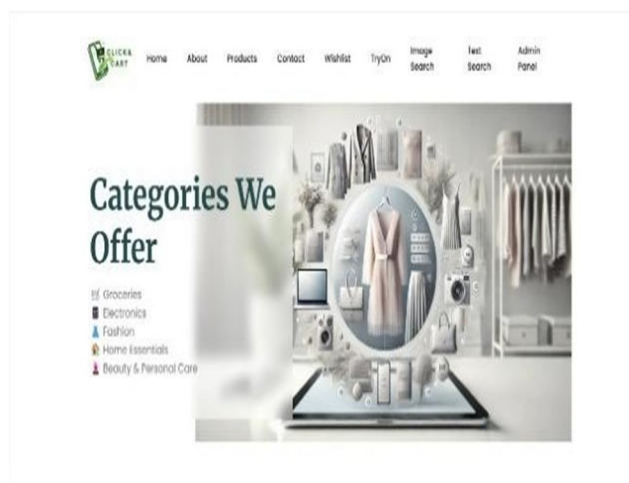 CLICK &
CART
Home About Products Contact Wishlist TryOn Image Search Text Search Admin Panel
Categories We
Offer
Groceries
Electronics
Fashion
Home Essentials
Beauty & Personal Care